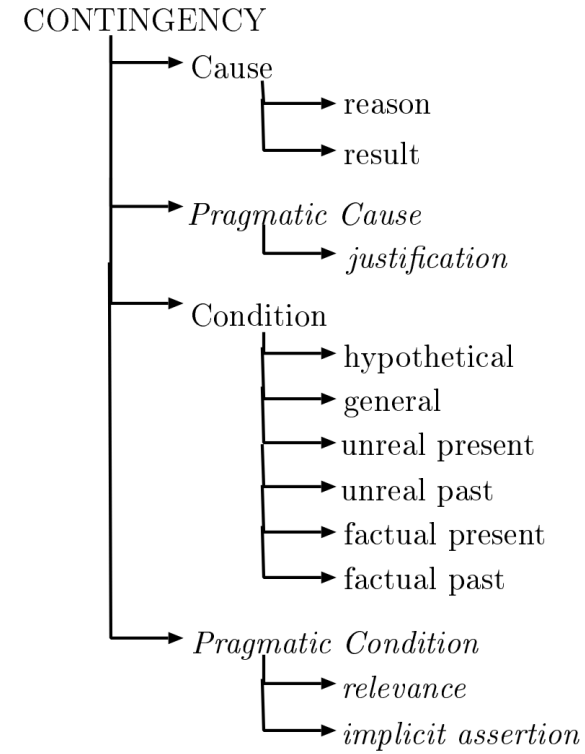 CONTINGENCY
Cause
reason
result
Pragmatic Cause
justification
Condition
hypothetical
general
unreal present
unreal past
factual present
factual past
Pragmatic Condition
relevance
implicit assertion